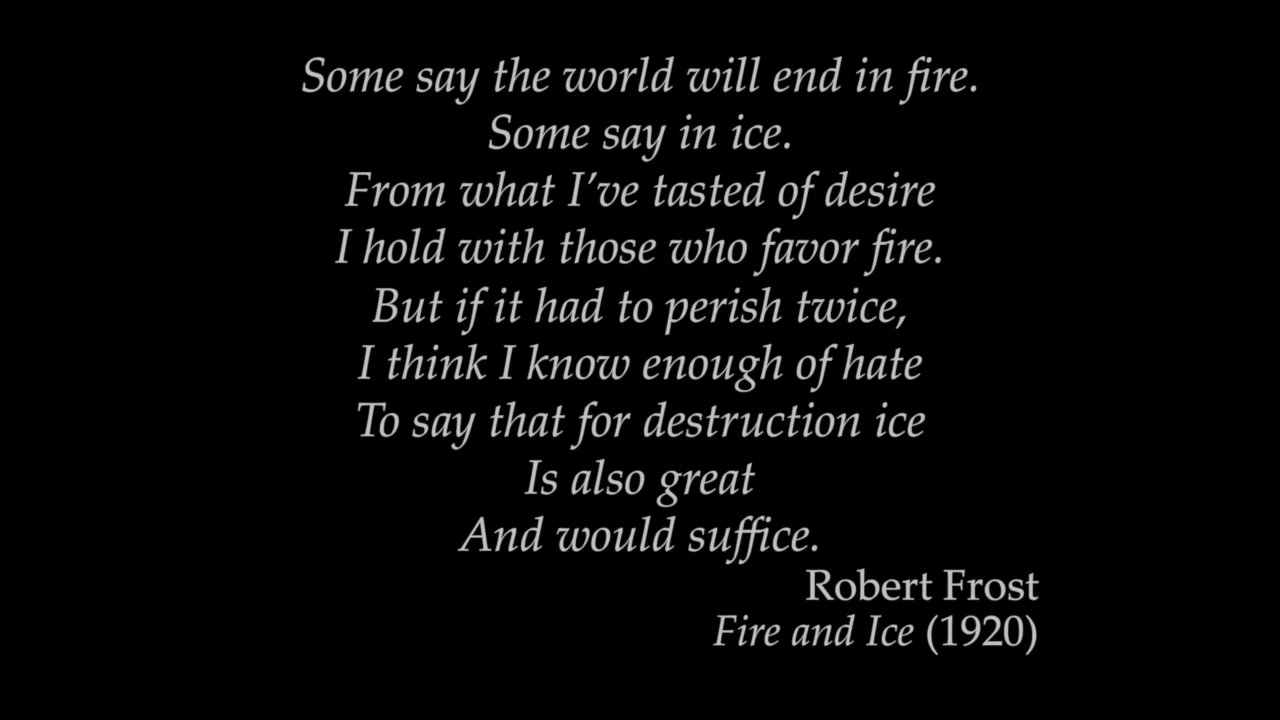 Some say the world will end in fire.
Some say in ice.
From what I’ve tasted of desire
I hold with those who favor fire.
But if it had to perish twice,
I think I know enough of hate
To say that for destruction ice
Is also great
And would suffice.
Robert Frost
Fire and Ice (1920)